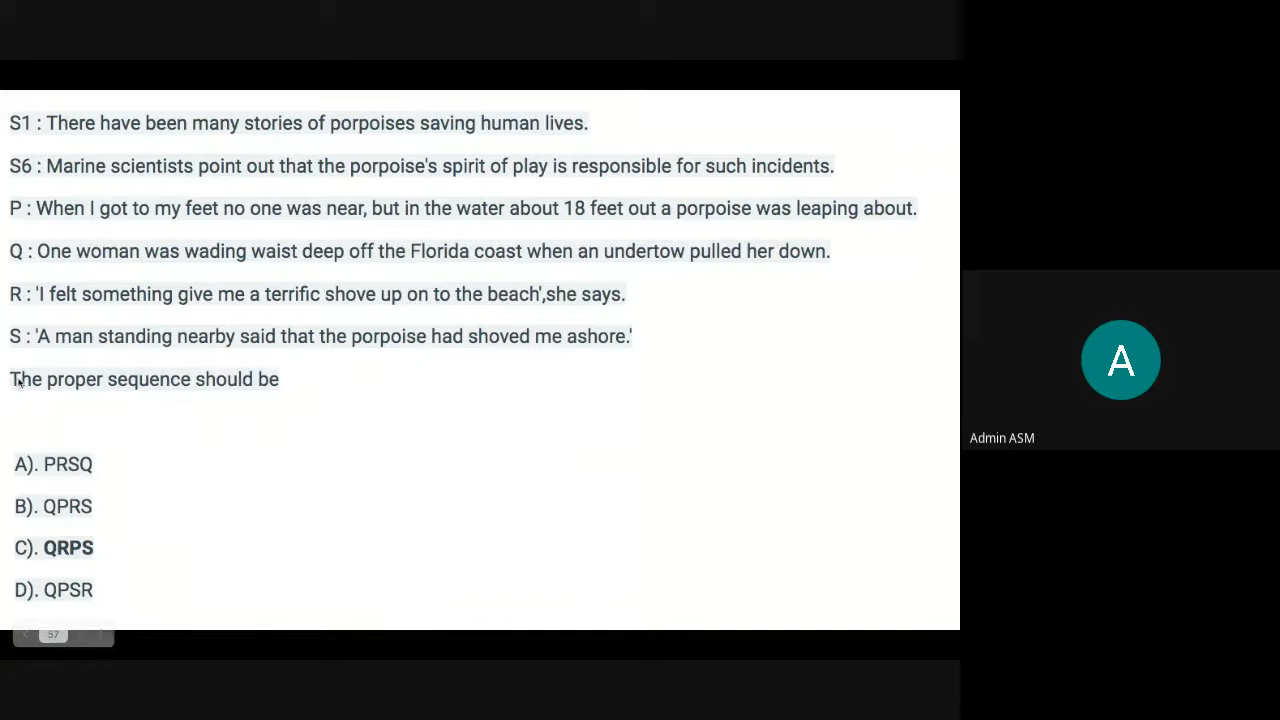 S1 : There have been many stories of porpoises saving human lives.
S6 : Marine scientists point out that the porpoise's spirit of play is responsible for such incidents.
P : When I got to my feet no one was near, but in the water about 18 feet out a porpoise was leaping about.
Q : One woman was wading waist deep off the Florida coast when an undertow pulled her down.
R : 'I felt something give me a terrific shove up on to the beach',she says.
S : 'A man standing nearby said that the porpoise had shoved me ashore.'
The proper sequence should be
A). PRSQ
B). QPRS
C). QRPS
D). QPSR
57
A
Admin ASM